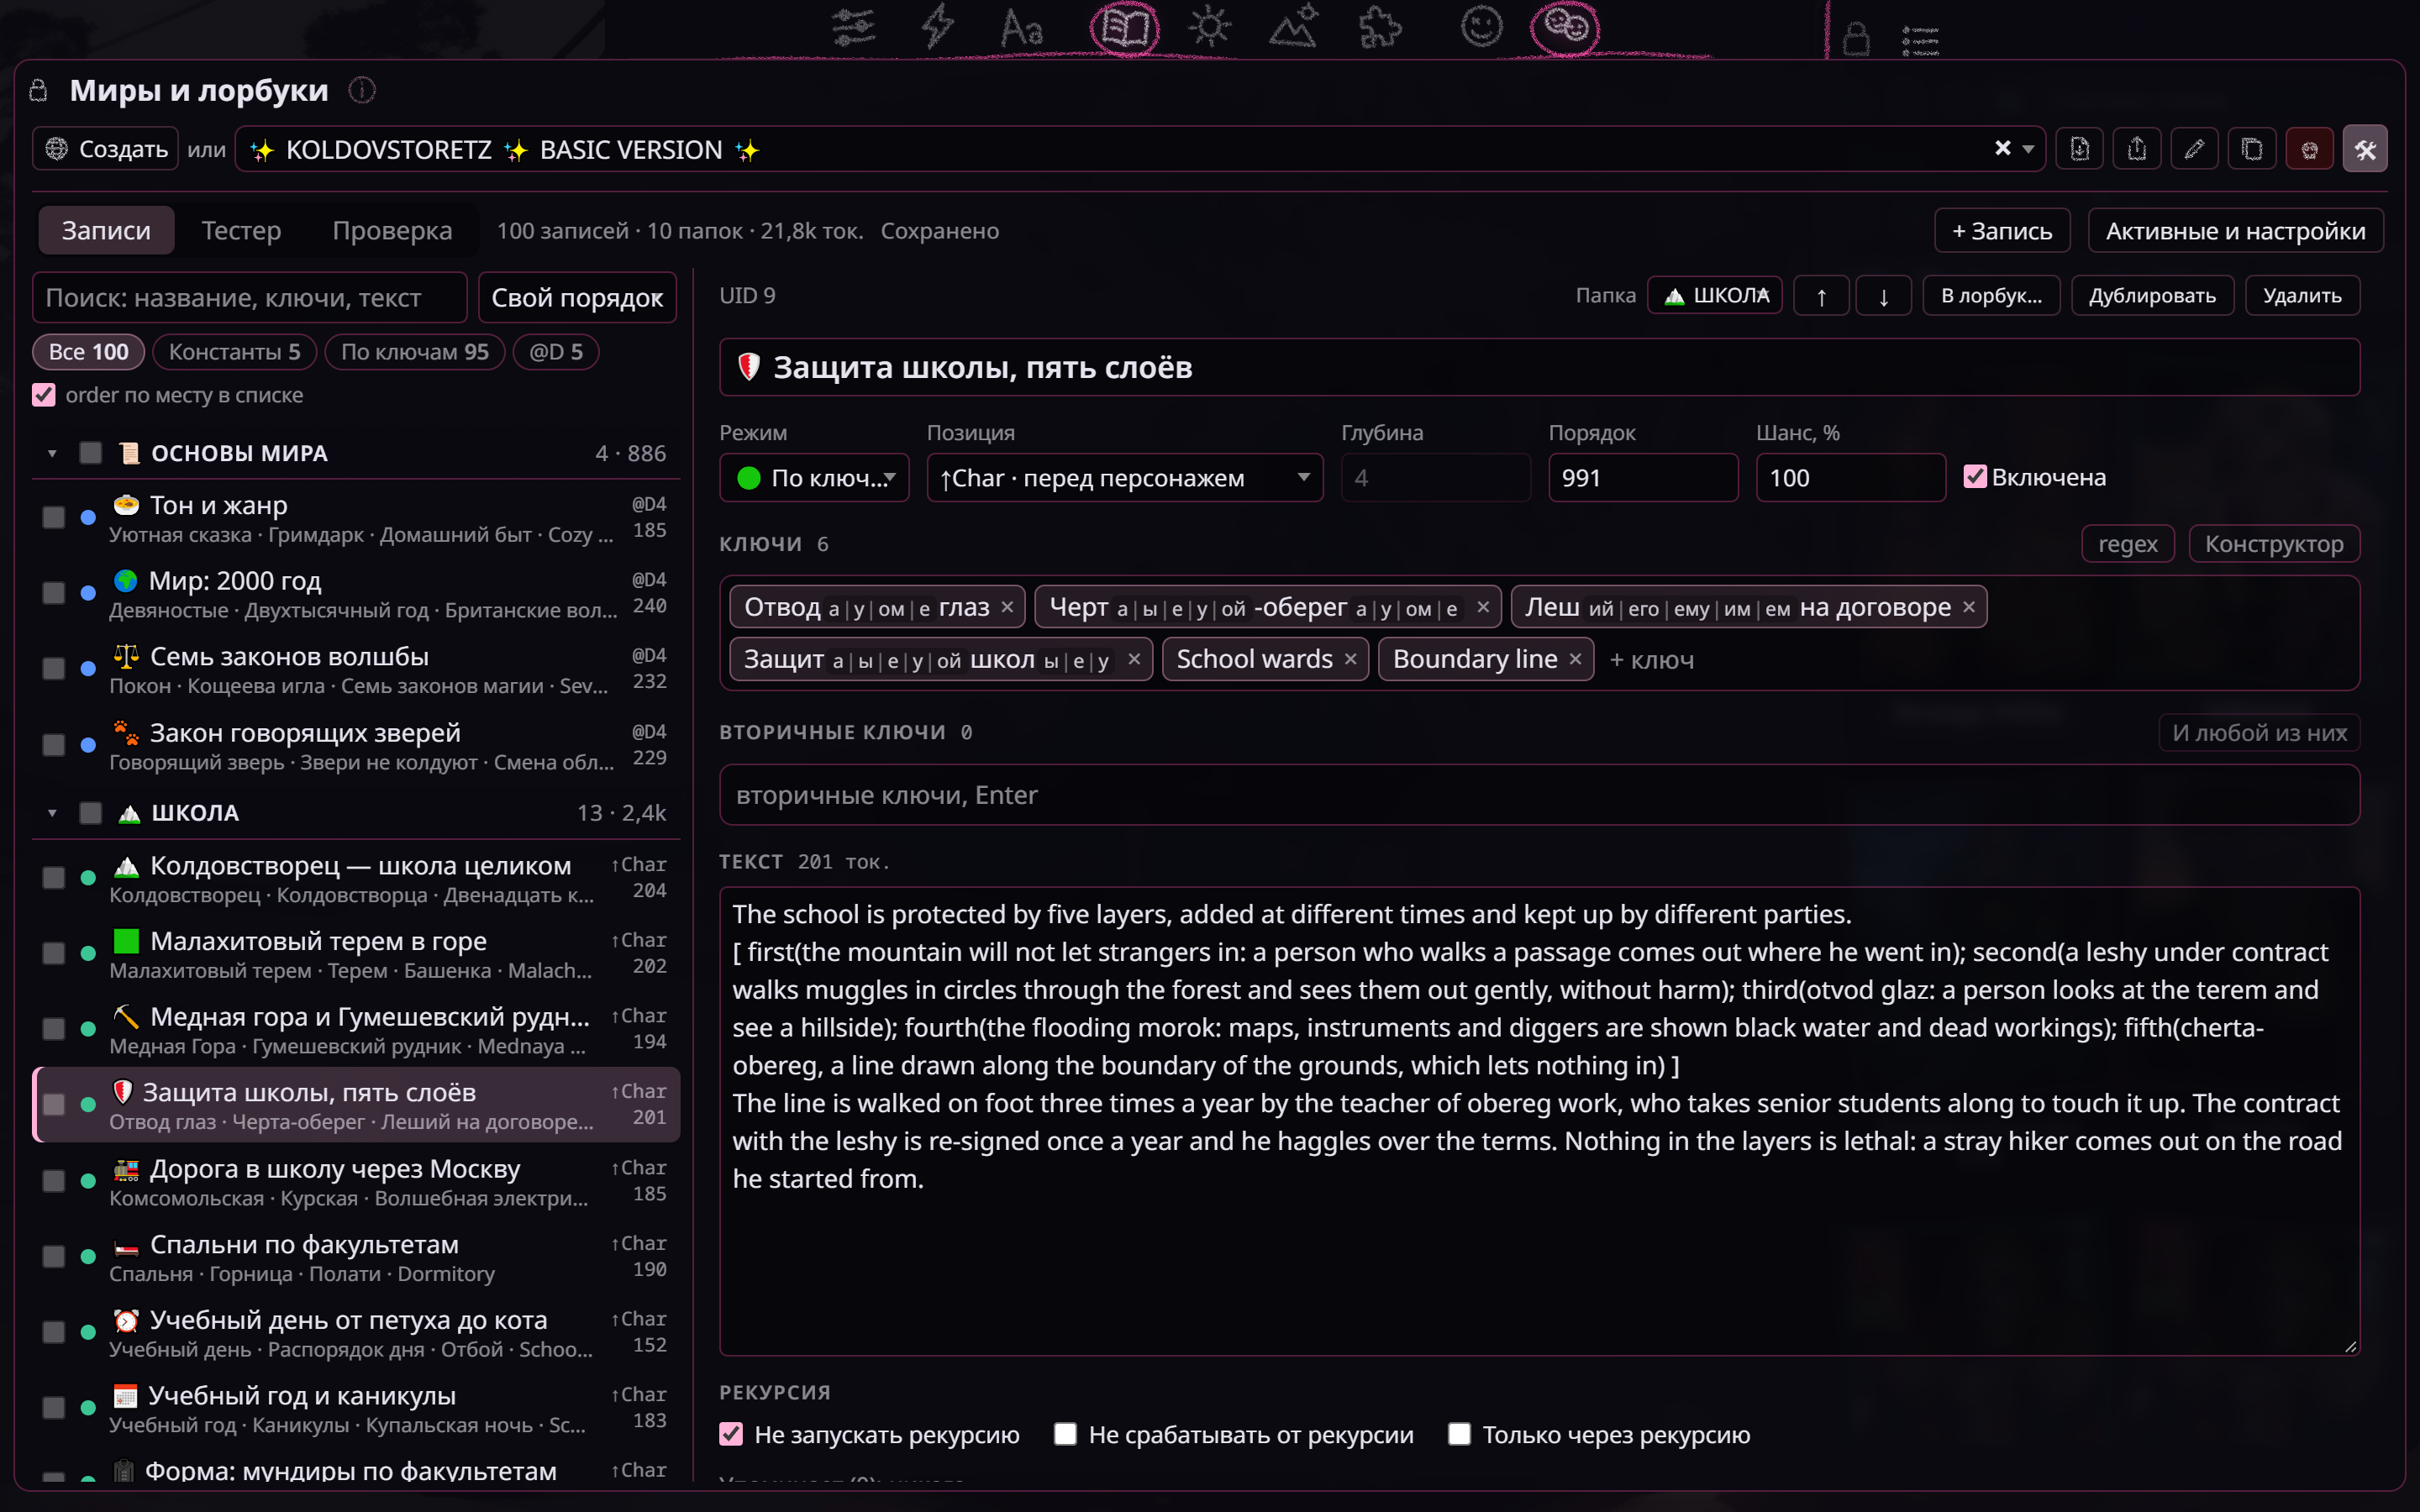 Aa
Миры и лорбуки
Создать или ✨ KOLDOVSTORETZ ✨ BASIC VERSION ✨
Записи Тестер Проверка 100 записей · 10 папок · 21,8k ток. Сохранено + Запись Активные и настройки
Поиск: название, ключи, текст Свой порядок
Все 100 Константы 5 По ключам 95 @D 5
order по месту в списке
ОСНОВЫ МИРА 4 · 886
Тон и жанр @D4
Уютная сказка · Гримдарк · Домашний быт · Cozy ... 185
Мир: 2000 год @D4
Девяностые · Двухтысячный год · Британские вол... 240
Семь законов волшбы @D4
Покон · Кощеева игла · Семь законов магии · Sev... 232
Закон говорящих зверей @D4
Говорящий зверь · Звери не колдуют · Смена обл... 229
ШКОЛА 13 · 2,4k
Колдовстворец — школа целиком ↑Char
Колдовстворец · Колдовстворца · Двенадцать к... 204
Малахитовый терем в горе ↑Char
Малахитовый терем · Терем · Башенка · Malach... 202
Медная гора и Гумешевский рудн... ↑Char
Медная Гора · Гумешевский рудник · Mednaya ... 194
Защита школы, пять слоёв ↑Char
Отвод глаз · Черта-оберег · Леший на договоре... 201
Дорога в школу через Москву ↑Char
Комсомольская · Курская · Волшебная электри... 185
Спальни по факультетам ↑Char
Спальня · Горница · Полати · Dormitory 190
Учебный день от петуха до кота ↑Char
Учебный день · Распорядок дня · Отбой · Schoo... 152
Учебный год и каникулы ↑Char
Учебный год · Каникулы · Купальская ночь · Sc... 183
Форма: мундиры по факультетам ↑Char
UID 9 Папка ШКОЛА ↑ ↓ В лорбук... Дублировать Удалить
Защита школы, пять слоёв
Режим Позиция Глубина Порядок Шанс, %
По ключ... ↑Char · перед персонажем 4 991 100 Включена
КЛЮЧИ 6 regex Конструктор
Отвод а|у|ом|е глаз × Черт а|ы|е|у|ой -оберег а|у|ом|е × Леш ий|его|ему|им|ем на договоре ×
Защит а|ы|е|у|ой школ ы|е|у × School wards × Boundary line × + ключ
ВТОРИЧНЫЕ КЛЮЧИ 0 И любой из них
вторичные ключи, Enter
ТЕКСТ 201 ток.
The school is protected by five layers, added at different times and kept up by different parties.
[ first(the mountain will not let strangers in: a person who walks a passage comes out where he went in); second(a leshy under contract
walks muggles in circles through the forest and sees them out gently, without harm); third(otvod glaz: a person looks at the terem and
see a hillside); fourth(the flooding morok: maps, instruments and diggers are shown black water and dead workings); fifth(cherta-
obereg, a line drawn along the boundary of the grounds, which lets nothing in) ]
The line is walked on foot three times a year by the teacher of obereg work, who takes senior students along to touch it up. The contract
with the leshy is re-signed once a year and he haggles over the terms. Nothing in the layers is lethal: a stray hiker comes out on the road
he started from.
РЕКУРСИЯ
Не запускать рекурсию Не срабатывать от рекурсии Только через рекурсию